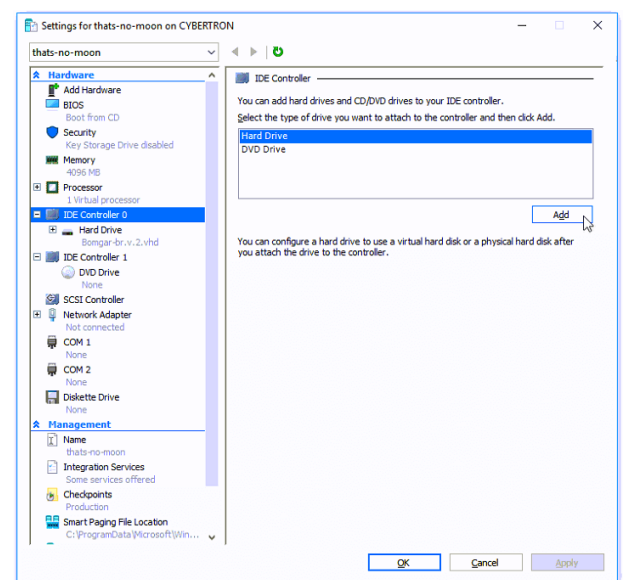 Settings for thats-no-moon on CYBERTRON
thats-no-moon
Hardware
Add Hardware
BIOS
Boot from CD
Security
Key Storage Drive disabled
Memory
4096 MB
Processor
1 Virtual processor
IDE Controller 0
Hard Drive
Bomgar-br.v.2.vhd
IDE Controller 1
DVD Drive
None
SCSI Controller
Network Adapter
Not connected
COM 1
None
COM 2
None
Diskette Drive
None
Management
Name
thats-no-moon
Integration Services
Some services offered
Checkpoints
Production
Smart Paging File Location
C:\ProgramData\Microsoft\Win...
IDE Controller
You can add hard drives and CD/DVD drives to your IDE controller.
Select the type of drive you want to attach to the controller and then click Add.
Hard Drive
DVD Drive
Add
You can configure a hard drive to use a virtual hard disk or a physical hard disk after
you attach the drive to the controller.
OK
Cancel
Apply